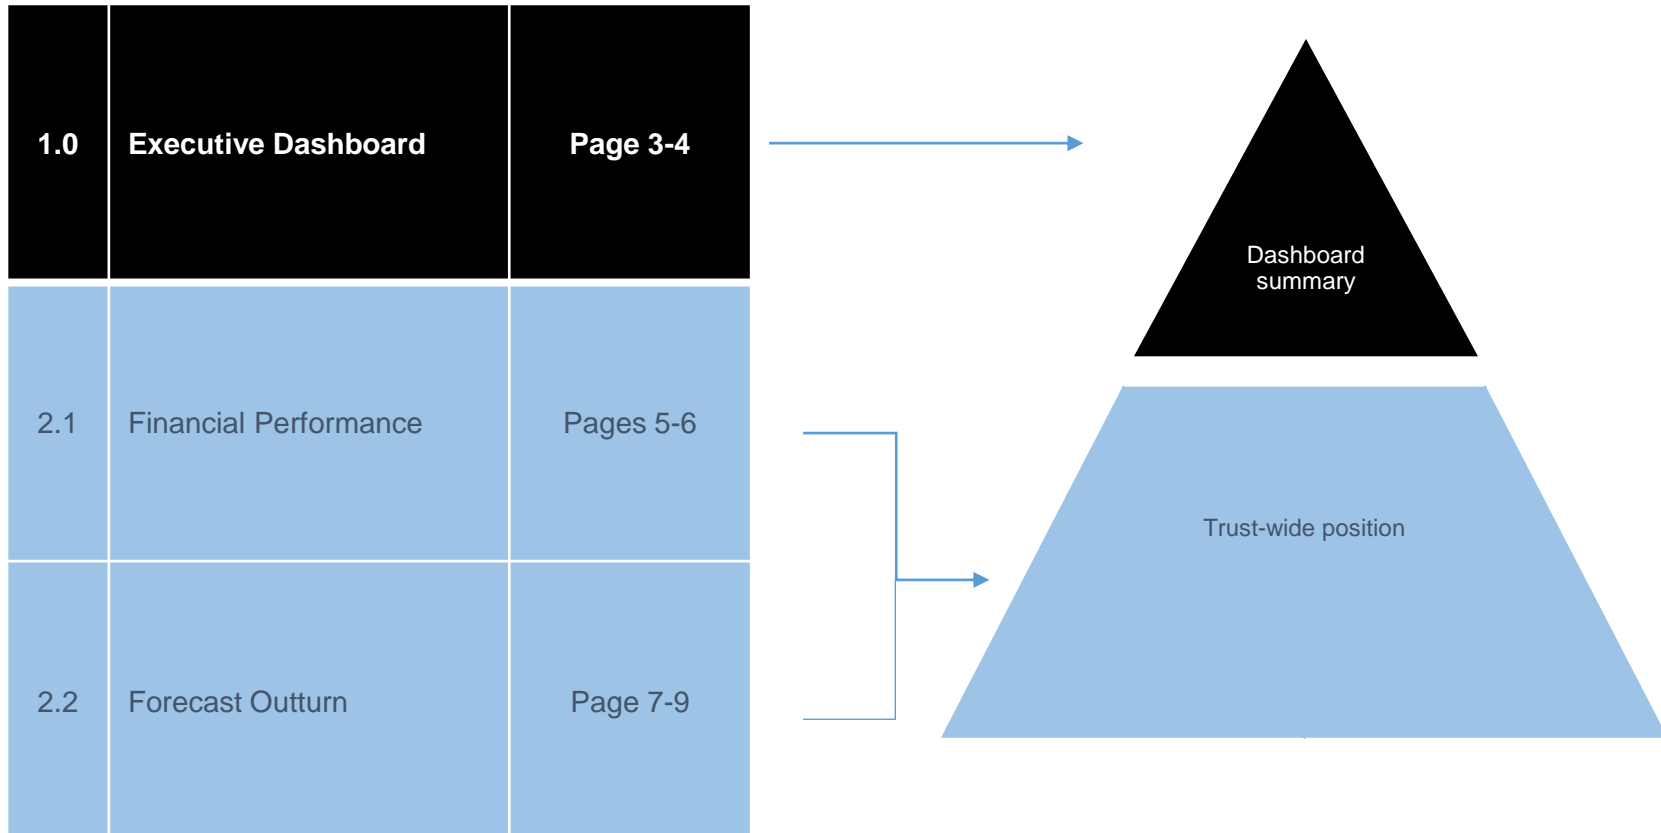 1.0 Executive Dashboard Page 3-4
Dashboard
summary
2.1 Financial Performance Pages 5-6
Trust-wide position
2.2 Forecast Outturn Page 7-9